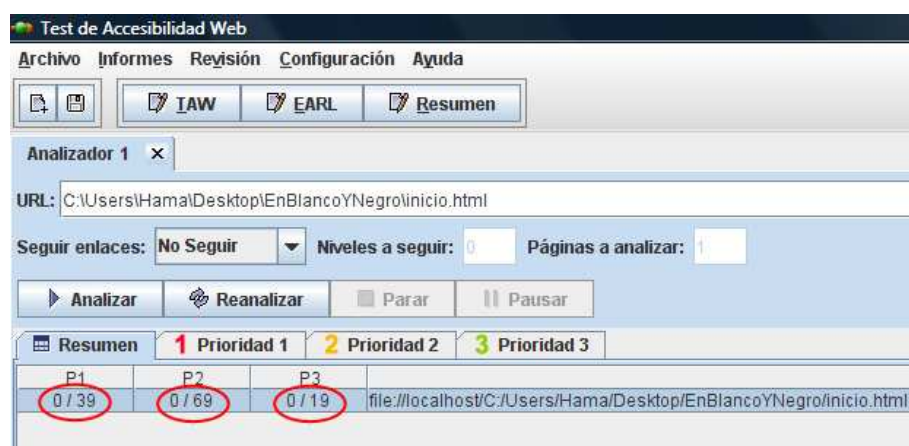 Test de Accesibilidad Web
Archivo Informes Revisión Configuración Ayuda
TAW EARL Resumen
Analizador 1 x
URL: C:\Users\Hama\Desktop\EnBlancoYNegro\inicio.html
Seguir enlaces: No Seguir Niveles a seguir: 0 Páginas a analizar: 1
Analizar Reanalizar Parar Pausar
Resumen 1 Prioridad 1 2 Prioridad 2 3 Prioridad 3
P1 P2 P3
0 / 39 0 / 69 0 / 19 file://localhost/C:/Users/Hama/Desktop/EnBlancoYNegro/inicio.html